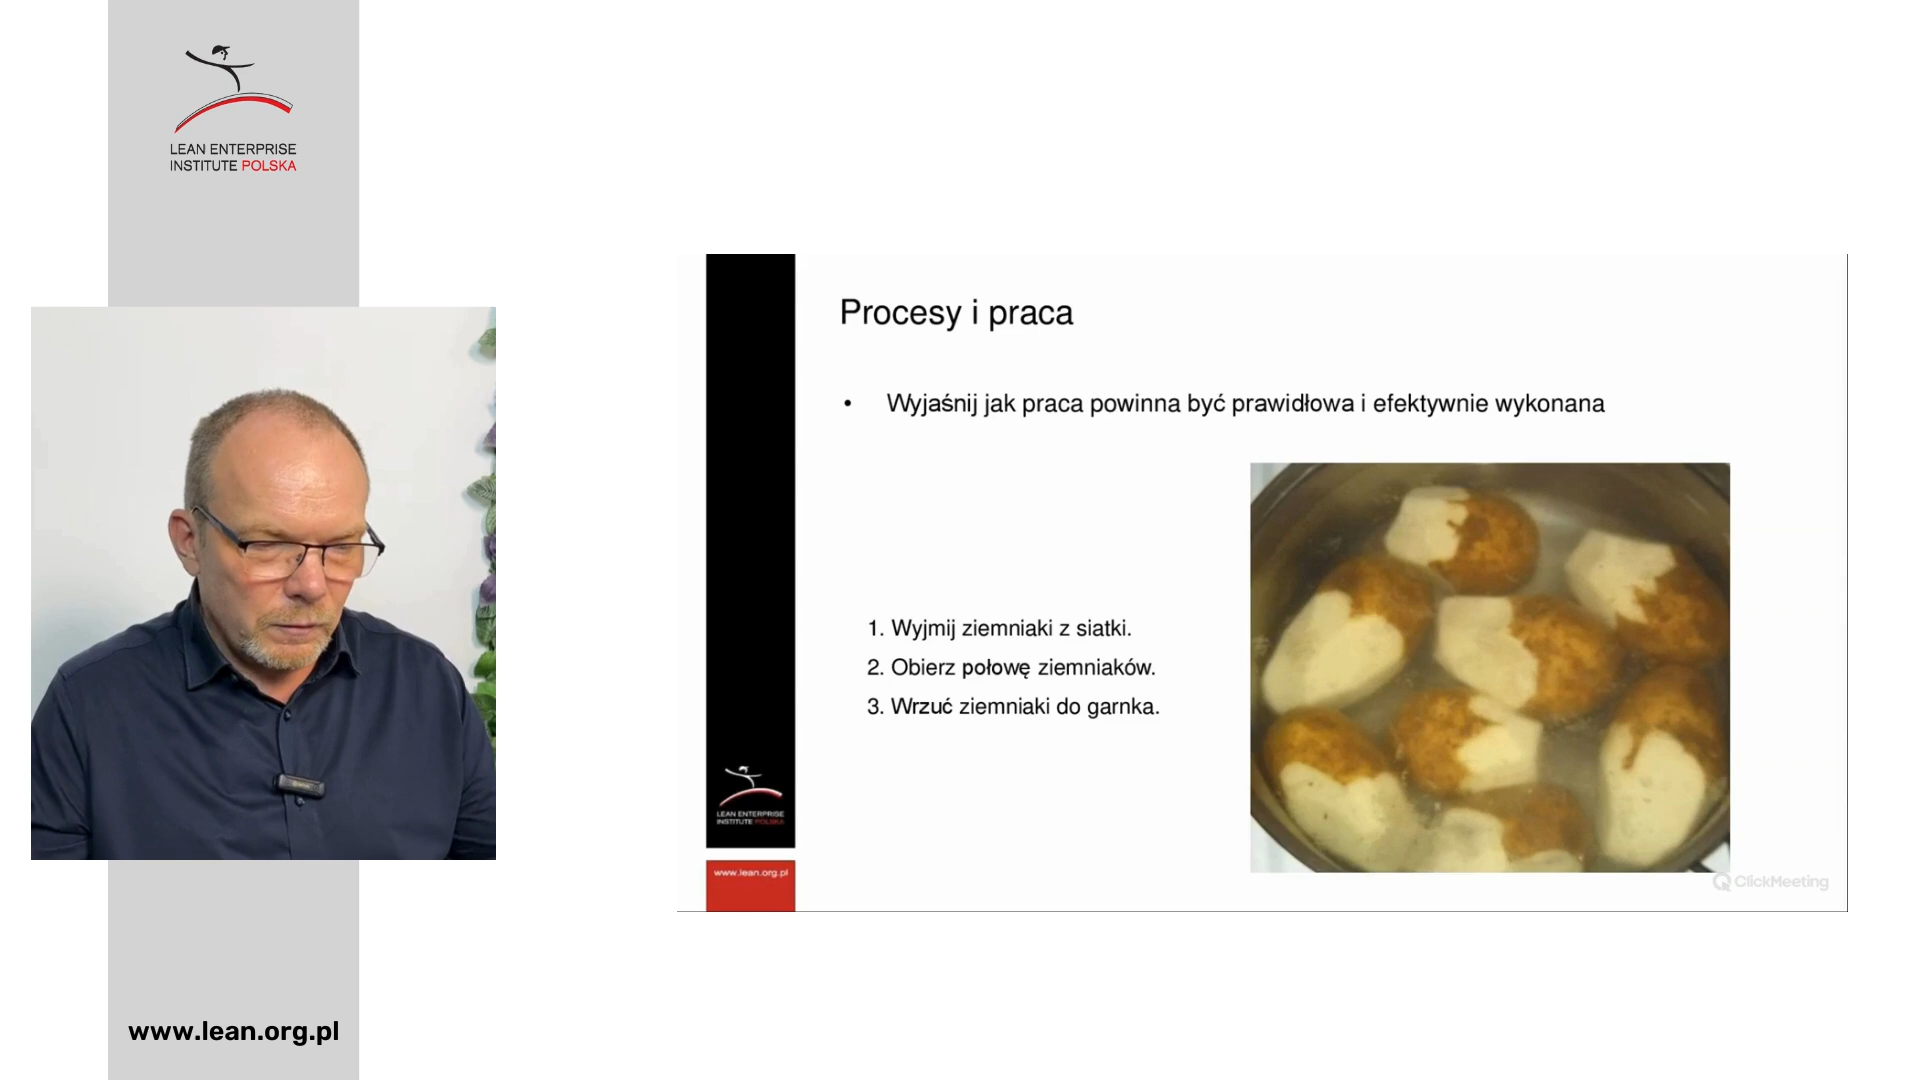 LEAN ENTERPRISE
INSTITUTE POLSKA
Procesy i praca
• Wyjaśnij jak praca powinna być prawidłowa i efektywnie wykonana
1. Wyjmij ziemniaki z siatki.
2. Obierz połowę ziemniaków.
3. Wrzuć ziemniaki do garnka.
LEAN ENTERPRISE
INSTITUTE POLSKA
www.lean.org.pl
ClickMeeting
www.lean.org.pl